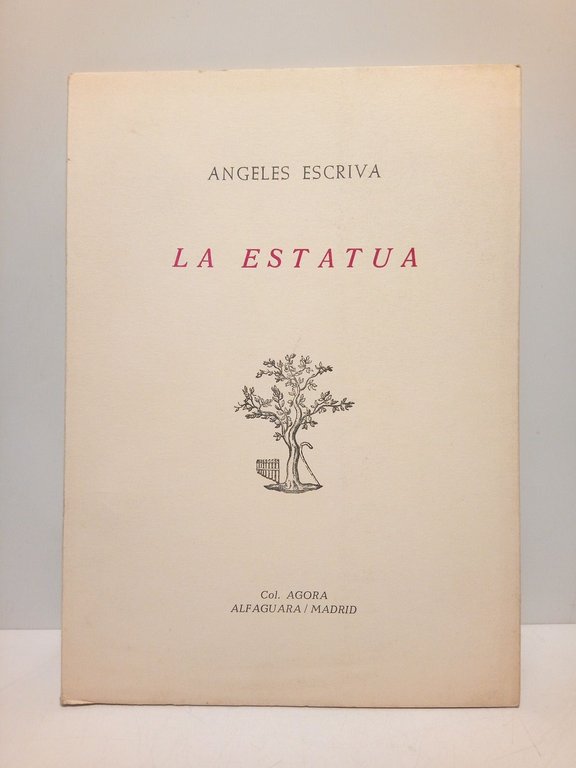 ANGELES ESCRIVA
LA ESTATUA
Col. AGORA
ALFAGUARA / MADRID